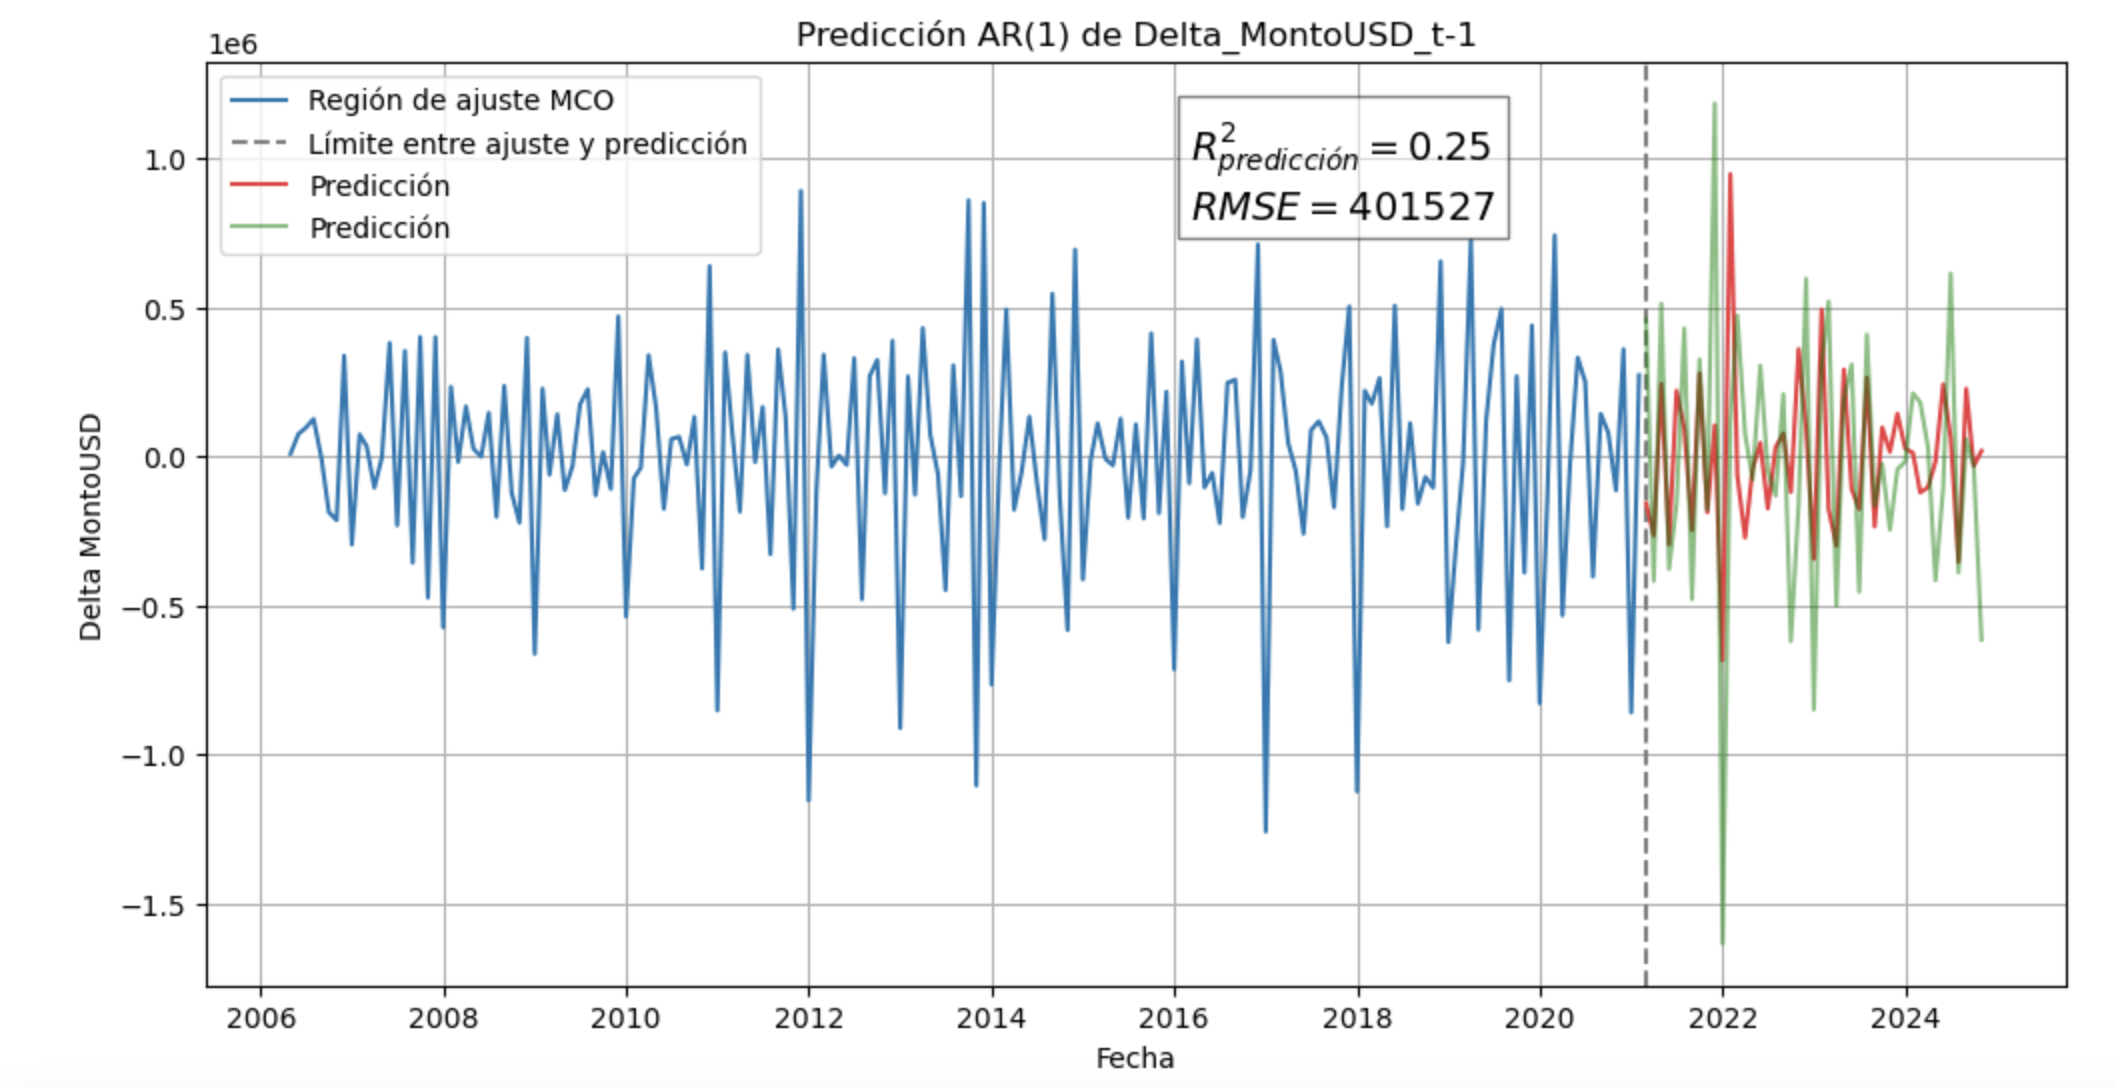 Predicción AR(1) de Delta_MontoUSD_t-1
1e6
Región de ajuste MCO
Límite entre ajuste y predicción
Predicción
Predicción
R²predicción = 0.25
RMSE = 401527
1.0
0.5
0.0
−0.5
−1.0
−1.5
Delta MontoUSD
2006 2008 2010 2012 2014 2016 2018 2020 2022 2024
Fecha